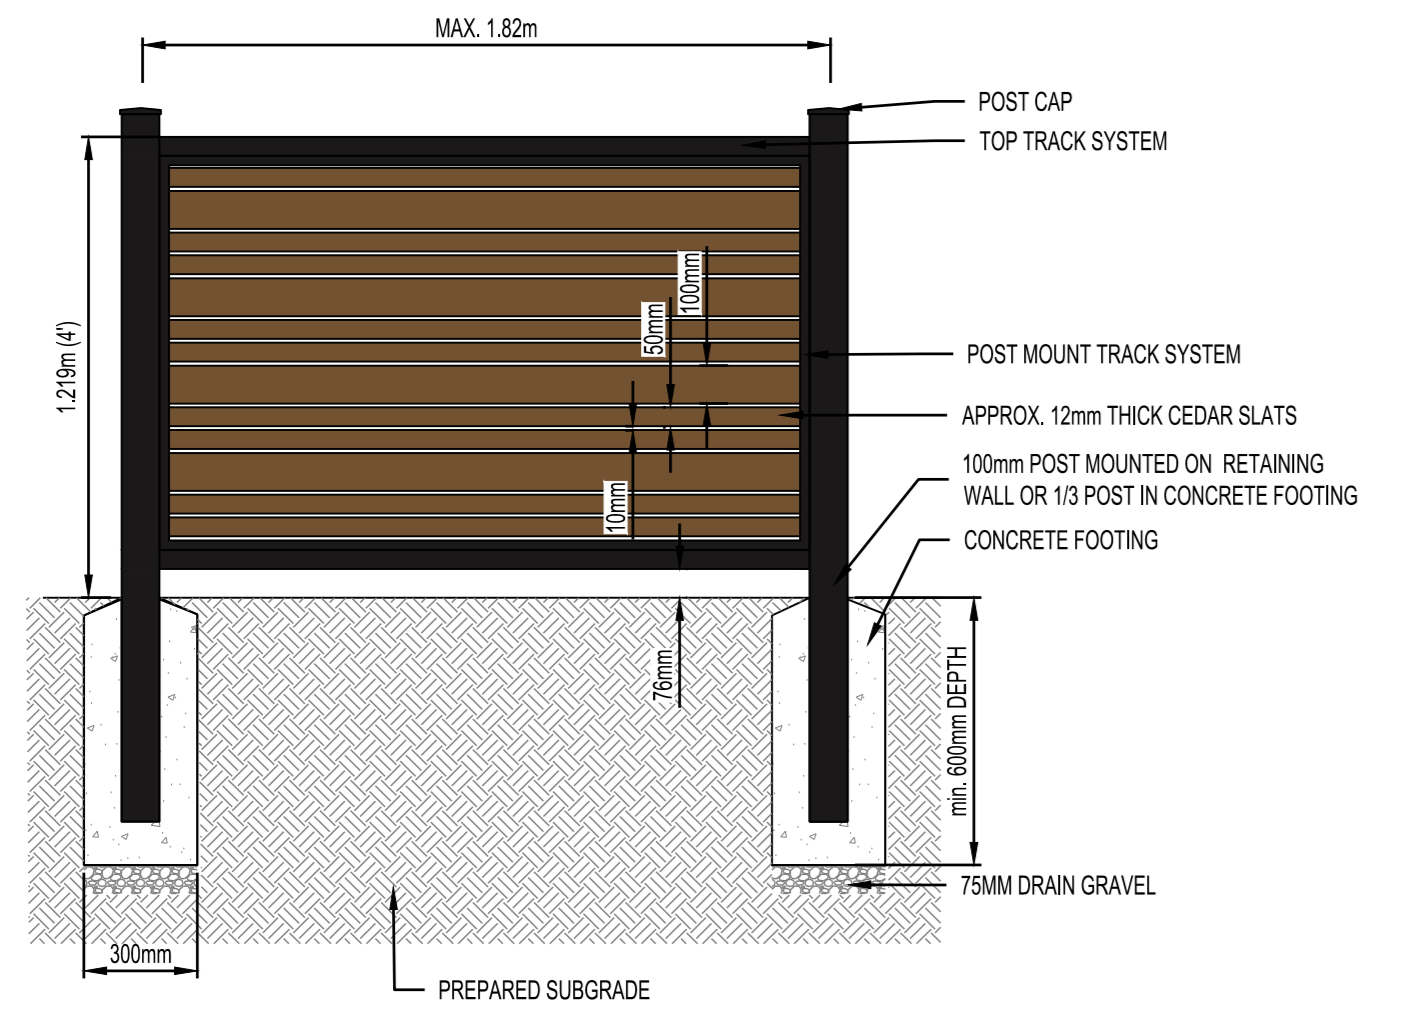 MAX. 1.82m
POST CAP
TOP TRACK SYSTEM
100mm
50mm
1.219m (4')
POST MOUNT TRACK SYSTEM
APPROX. 12mm THICK CEDAR SLATS
100mm POST MOUNTED ON RETAINING
WALL OR 1/3 POST IN CONCRETE FOOTING
10mm
CONCRETE FOOTING
76mm
min. 600mm DEPTH
75MM DRAIN GRAVEL
300mm
PREPARED SUBGRADE